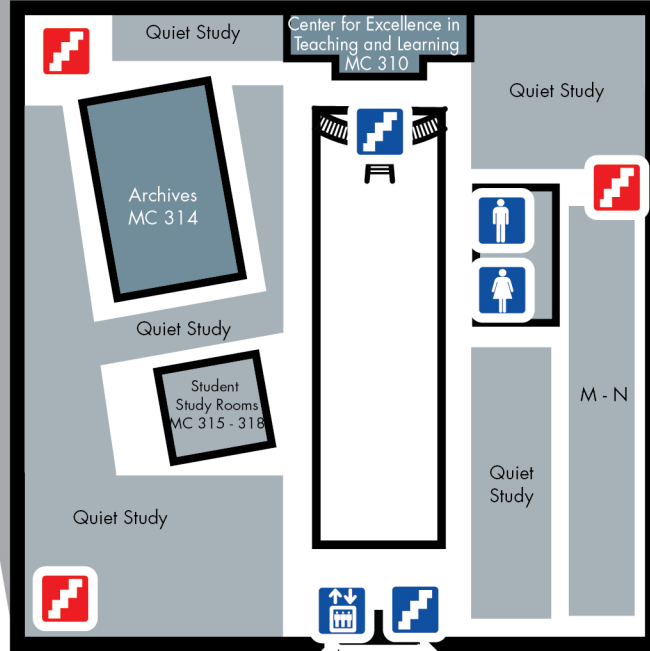 Quiet Study
Center for Excellence in
Teaching and Learning
MC 310
Quiet Study
Archives
MC 314
Quiet Study
Student
Study Rooms
MC 315 - 318
M - N
Quiet
Study
Quiet Study